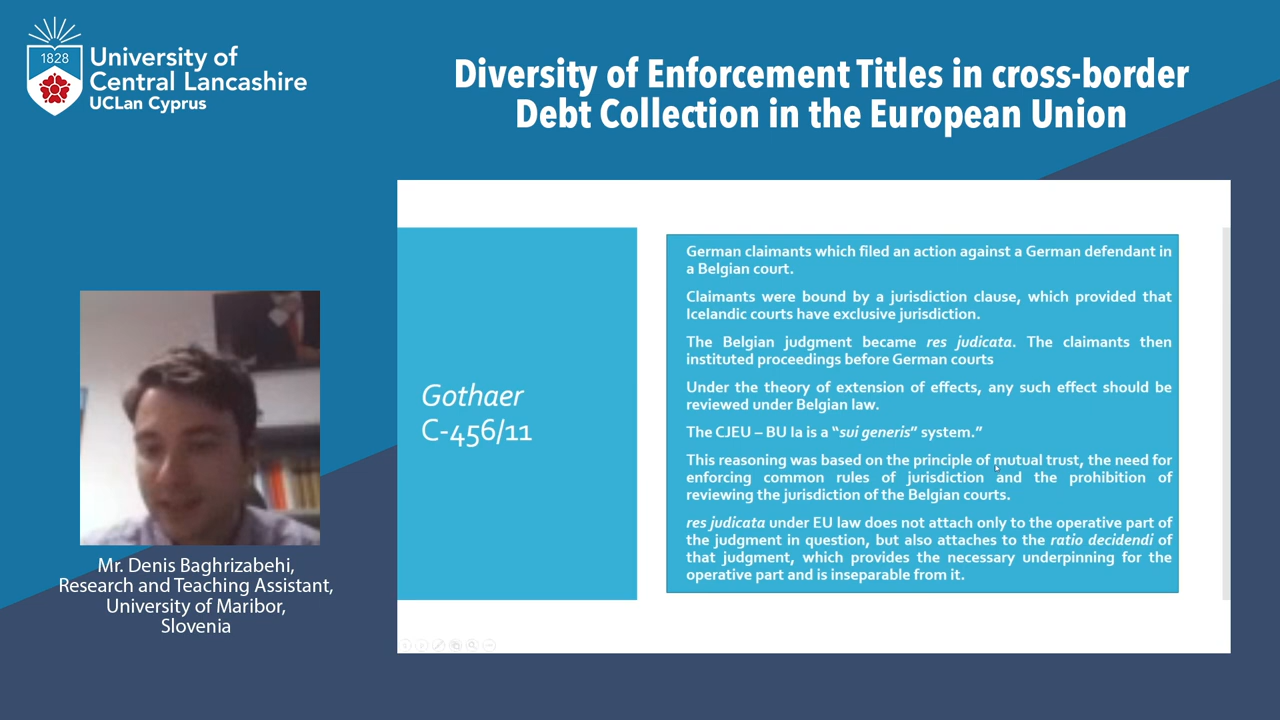 1828
University of
Central Lancashire
UCLan Cyprus
Diversity of Enforcement Titles in cross-border
Debt Collection in the European Union
Gothaer
C-456/11
German claimants which filed an action against a German defendant in
a Belgian court.
Claimants were bound by a jurisdiction clause, which provided that
Icelandic courts have exclusive jurisdiction.
The Belgian judgment became res judicata. The claimants then
instituted proceedings before German courts
Under the theory of extension of effects, any such effect should be
reviewed under Belgian law.
The CJEU – BU Ia is a “sui generis” system.”
This reasoning was based on the principle of mutual trust, the need for
enforcing common rules of jurisdiction and the prohibition of
reviewing the jurisdiction of the Belgian courts.
res judicata under EU law does not attach only to the operative part of
the judgment in question, but also attaches to the ratio decidendi of
that judgment, which provides the necessary underpinning for the
operative part and is inseparable from it.
Mr. Denis Baghrizabehi,
Research and Teaching Assistant,
University of Maribor,
Slovenia